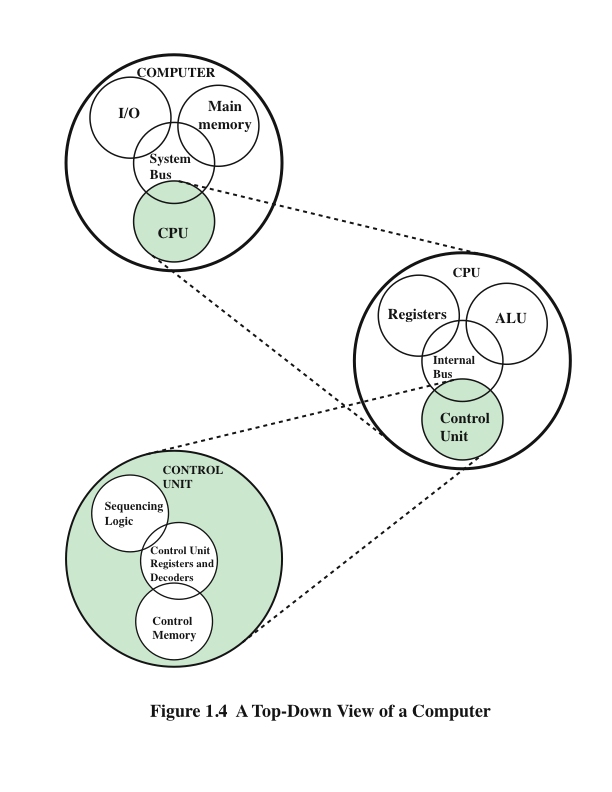 COMPUTER
I/O
Main
memory
System
Bus
CPU
CPU
Registers
ALU
Internal
Bus
Control
Unit
CONTROL
UNIT
Sequencing
Logic
Control Unit
Registers and
Decoders
Control
Memory
Figure 1.4 A Top-Down View of a Computer